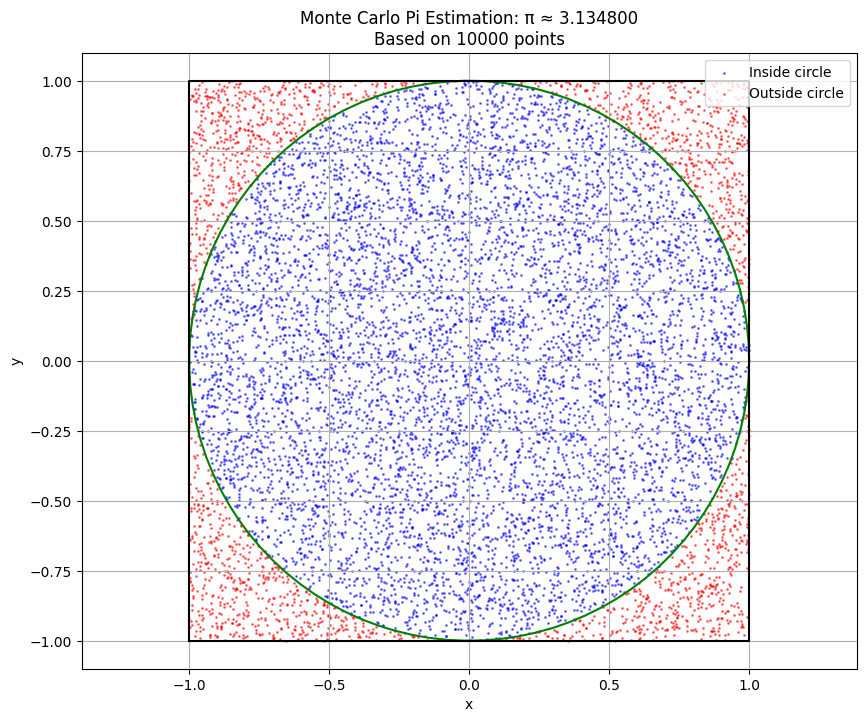 Monte Carlo Pi Estimation: π ≈ 3.134800
Based on 10000 points
Inside circle
Outside circle
1.00
0.75
0.50
0.25
0.00
−0.25
−0.50
−0.75
−1.00
y
−1.0
−0.5
0.0
0.5
1.0
x